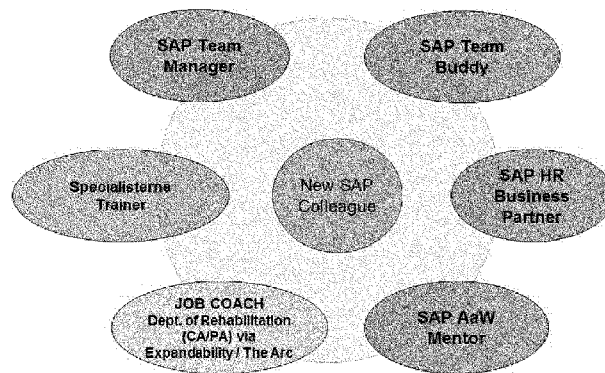 SAP Team
Manager
SAP Team
Buddy
Specialisterne
Trainer
New SAP
Colleague
SAP HR
Business
Partner
JOB COACH
Dept. of Rehabilitation
(CA/PA) via
Expandability / The Arc
SAP AaW
Mentor